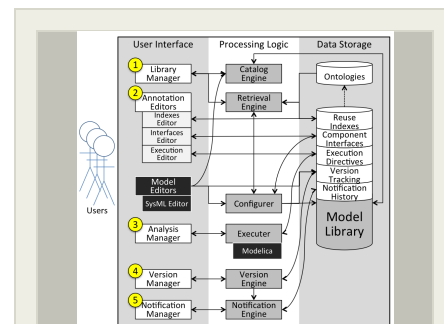 User Interface
Processing Logic
Data Storage
1
Library
Manager
Catalog
Engine
Ontologies
2
Annotation
Editors
Indexes
Editor
Interfaces
Editor
Execution
Editor
Retrieval
Engine
Reuse
Indexes
Component
Interfaces
Execution
Directives
Version
Tracking
Notification
History
Model
Library
Users
Model
Editors
SysML Editor
Configurer
3
Analysis
Manager
Executer
Modelica
4
Version
Manager
Version
Engine
5
Notification
Manager
Notification
Engine